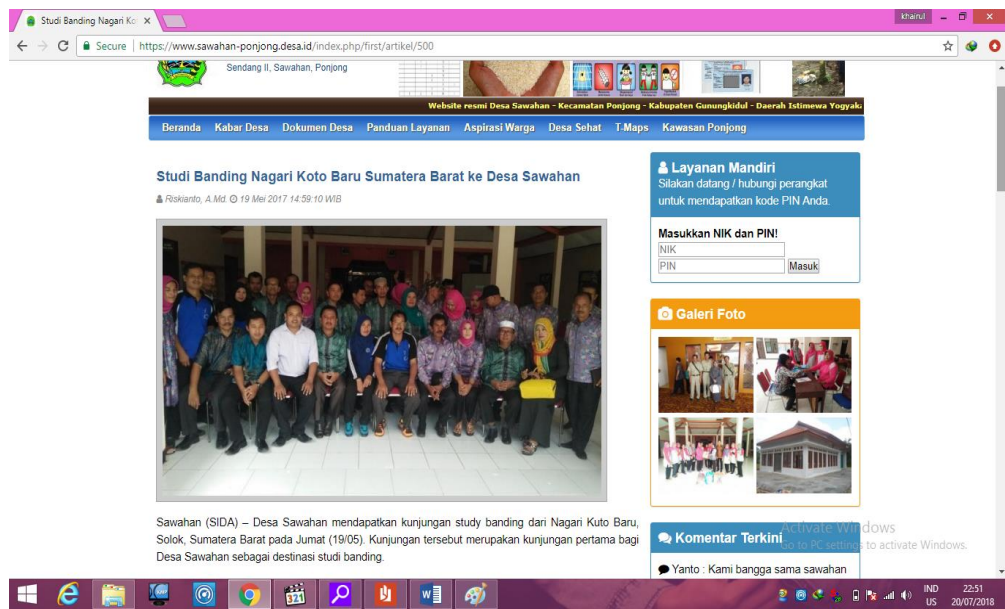 Studi Banding Nagari Ko
khairul
Secure
https://www.sawahan-ponjong.desa.id/index.php/first/artikel/500
Sendang II, Sawahan, Ponjong
Website resmi Desa Sawahan - Kecamatan Ponjong - Kabupaten Gunungkidul - Daerah Istimewa Yogyak
Beranda Kabar Desa Dokumen Desa Panduan Layanan Aspirasi Warga Desa Sehat T-Maps Kawasan Ponjong
Studi Banding Nagari Koto Baru Sumatera Barat ke Desa Sawahan
Riskianto, A.Md. 19 Mei 2017 14:59:10 WIB
Sawahan (SIDA) – Desa Sawahan mendapatkan kunjungan study banding dari Nagari Kuto Baru,
Solok, Sumatera Barat pada Jumat (19/05). Kunjungan tersebut merupakan kunjungan pertama bagi
Desa Sawahan sebagai destinasi studi banding.
Layanan Mandiri
Silakan datang / hubungi perangkat
untuk mendapatkan kode PIN Anda.
Masukkan NIK dan PIN!
NIK
PIN Masuk
Galeri Foto
Komentar Terkini
Yanto : Kami bangga sama sawahan
Activate Windows
Go to PC settings to activate Windows.
321
IND 22:51
US 20/07/2018